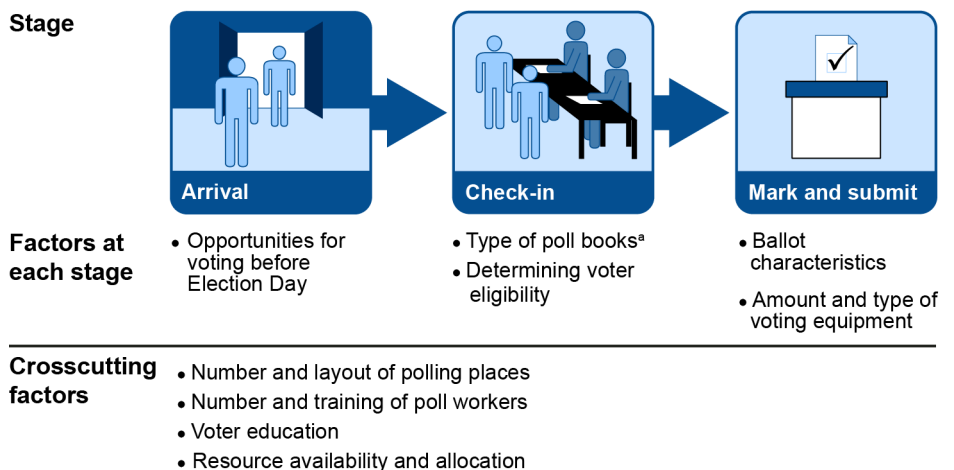 Stage
Arrival
Check-in
Mark and submit
Factors at
each stage
• Opportunities for
voting before
Election Day
• Type of poll booksᵃ
• Determining voter
eligibility
• Ballot
characteristics
• Amount and type of
voting equipment
Crosscutting
factors
• Number and layout of polling places
• Number and training of poll workers
• Voter education
• Resource availability and allocation